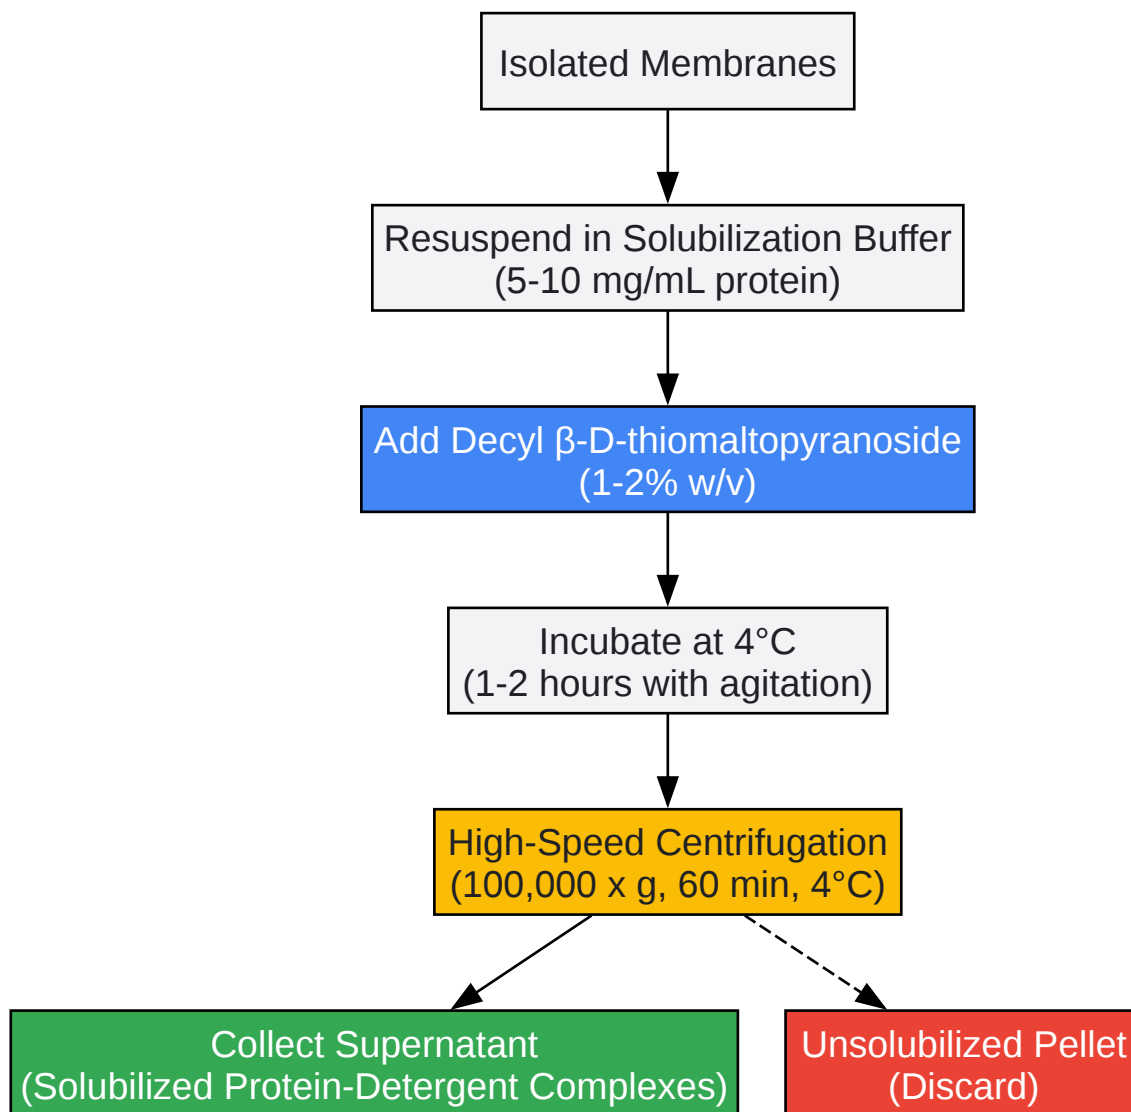 Isolated Membranes
Resuspend in Solubilization Buffer
(5-10 mg/mL protein)
Add Decyl β-D-thiomaltopyranoside
(1-2% w/v)
Incubate at 4°C
(1-2 hours with agitation)
High-Speed Centrifugation
(100,000 x g, 60 min, 4°C)
Collect Supernatant
(Solubilized Protein-Detergent Complexes)
Unsolubilized Pellet
(Discard)